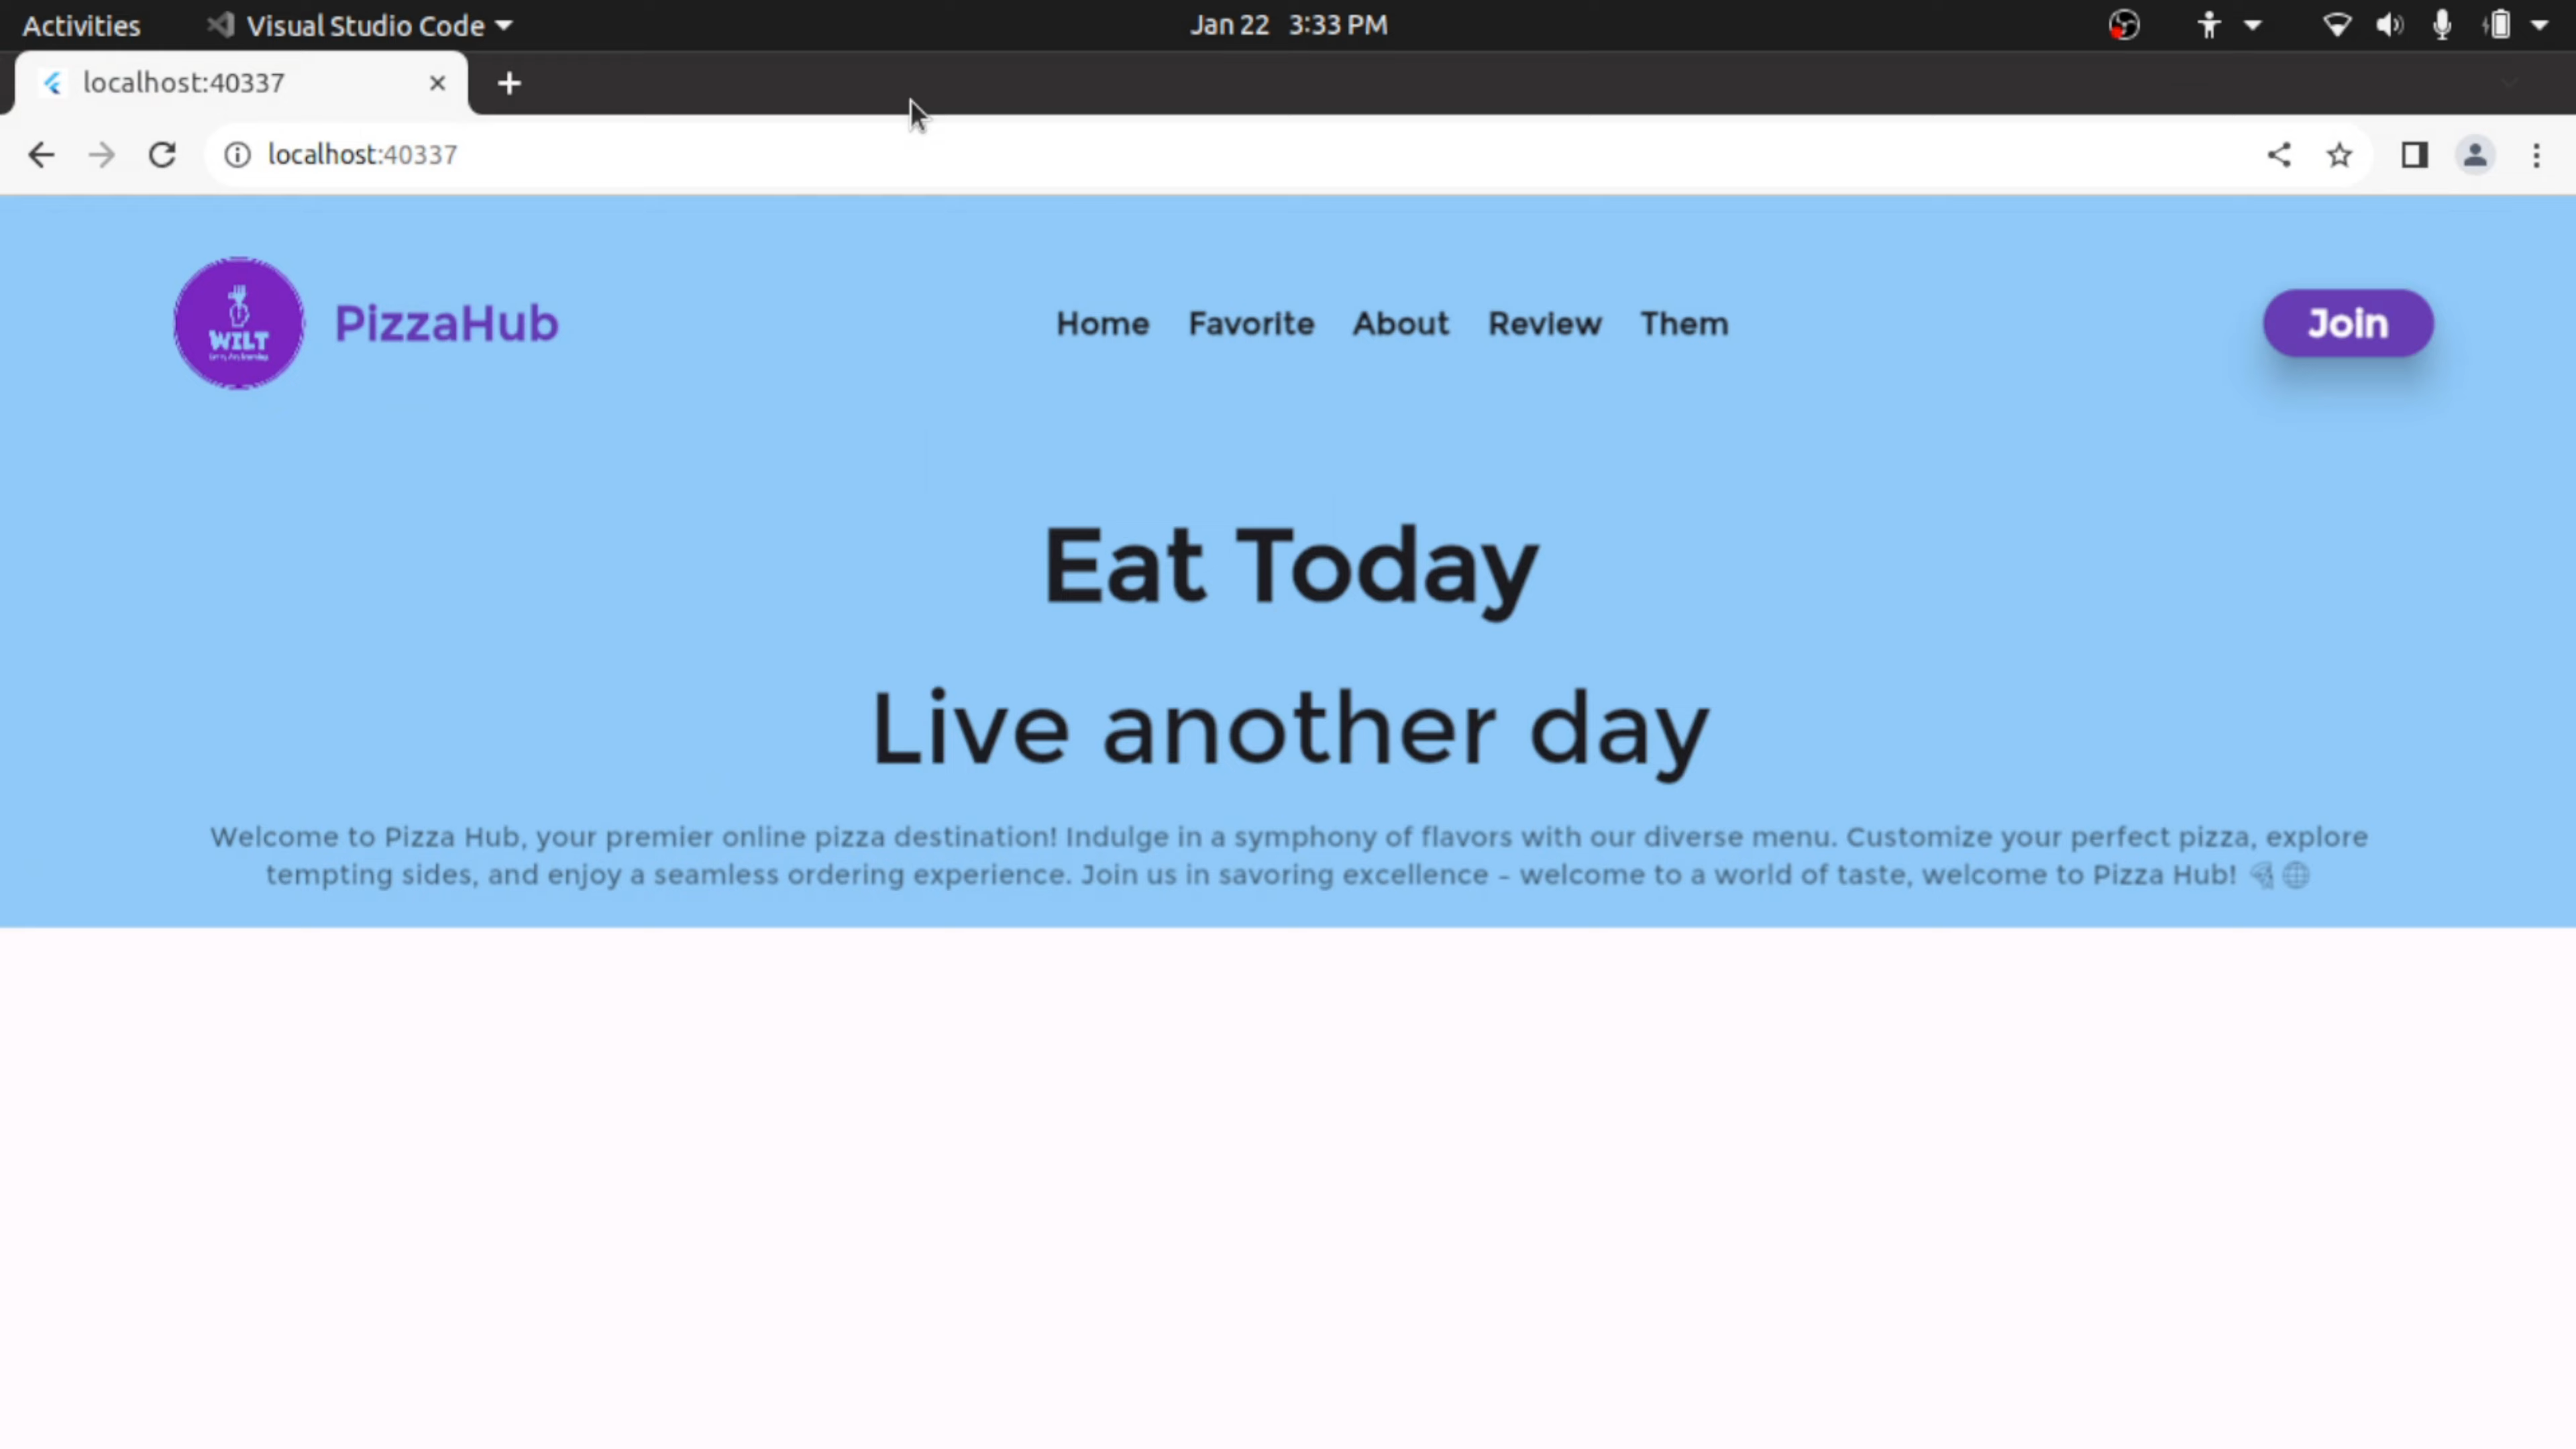 Activities Visual Studio Code Jan 22 3:33 PM
localhost:40337
localhost:40337
WILT
PizzaHub
Home Favorite About Review Them
Join
Eat Today
Live another day
Welcome to Pizza Hub, your premier online pizza destination! Indulge in a symphony of flavors with our diverse menu. Customize your perfect pizza, explore
tempting sides, and enjoy a seamless ordering experience. Join us in savoring excellence – welcome to a world of taste, welcome to Pizza Hub! 🍕🌐